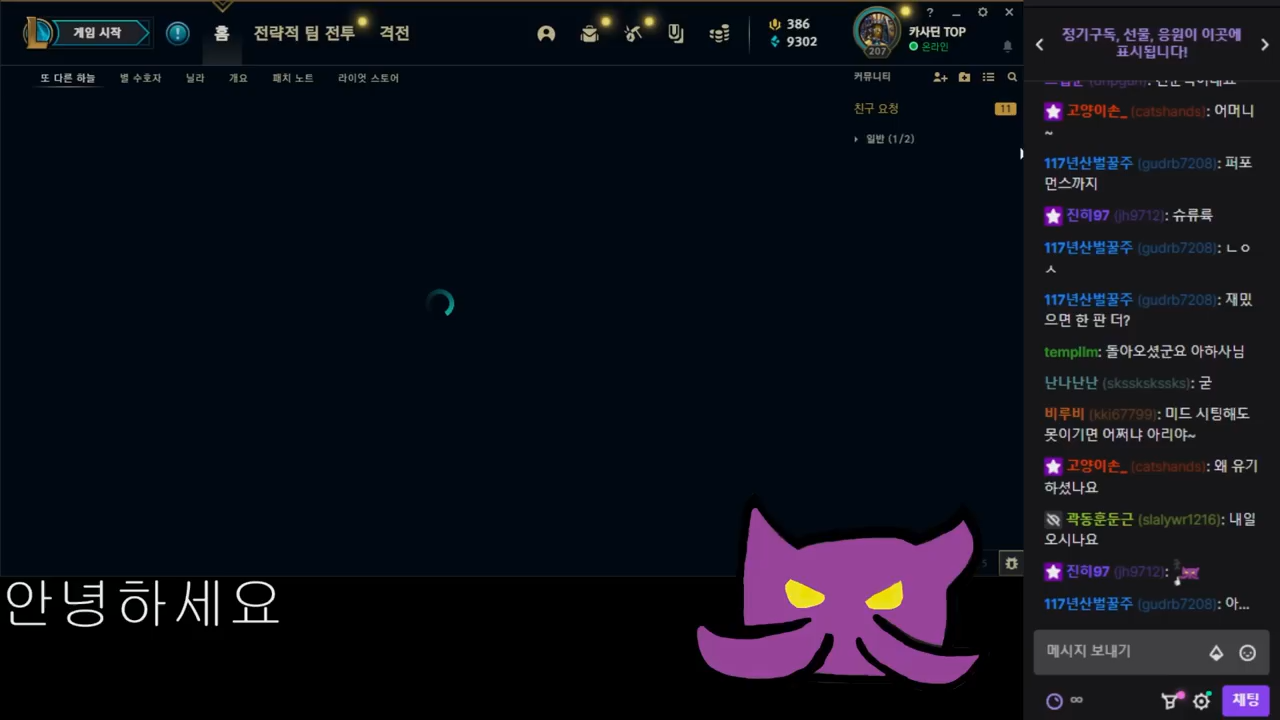 게임 시작
홈
전략적 팀 전투
격전
386
9302
207
카사딘 TOP
온라인
또 다른 하늘
별 수호자
닐라
개요
패치 노트
라이엇 스토어
커뮤니티
친구 요청
11
일반 (1/2)
안녕하세요
정기구독, 선물, 응원이 이곳에
표시됩니다!
고양이손_ (catshands): 어머니
~
117년산벌꿀주 (gudrb7208): 퍼포
먼스까지
진히97 (jh9712): 슈류륙
117년산벌꿀주 (gudrb7208): ㄴㅇ
ㅅ
117년산벌꿀주 (gudrb7208): 재밌
으면 한 판 더?
templlm: 돌아오셨군요 아하사님
난나난난 (skssksksskS): 굳
비루비 (kki67799): 미드 시팅해도
못이기면 어쩌냐 아리야~
고양이손_ (catshands): 왜 유기
하셨나요
곽동훈둔근 (slalywr1216): 내일
오시나요
진히97 (jh9712):
117년산벌꿀주 (gudrb7208): 아...
메시지 보내기
채팅